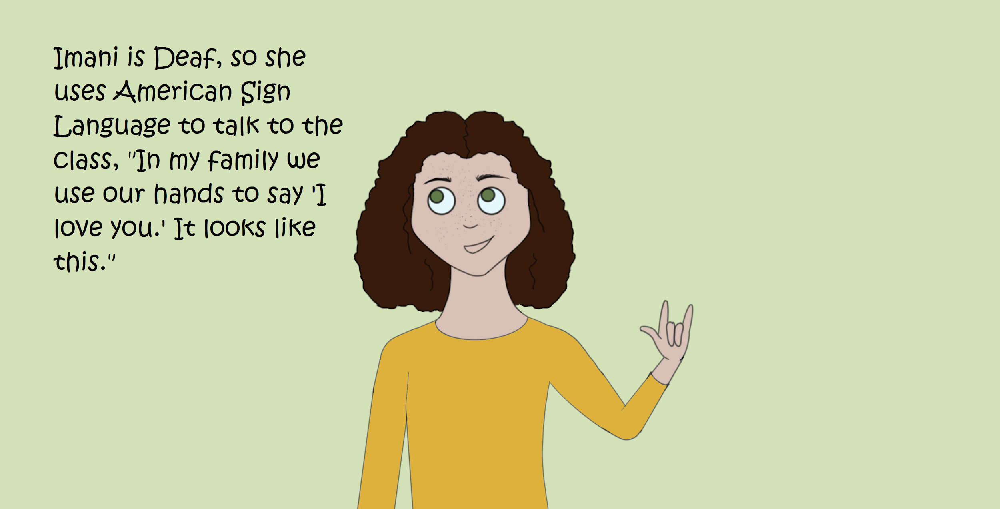 Imani is Deaf, so she
uses American Sign
Language to talk to the
class, "In my family we
use our hands to say 'I
love you.' It looks like
this."